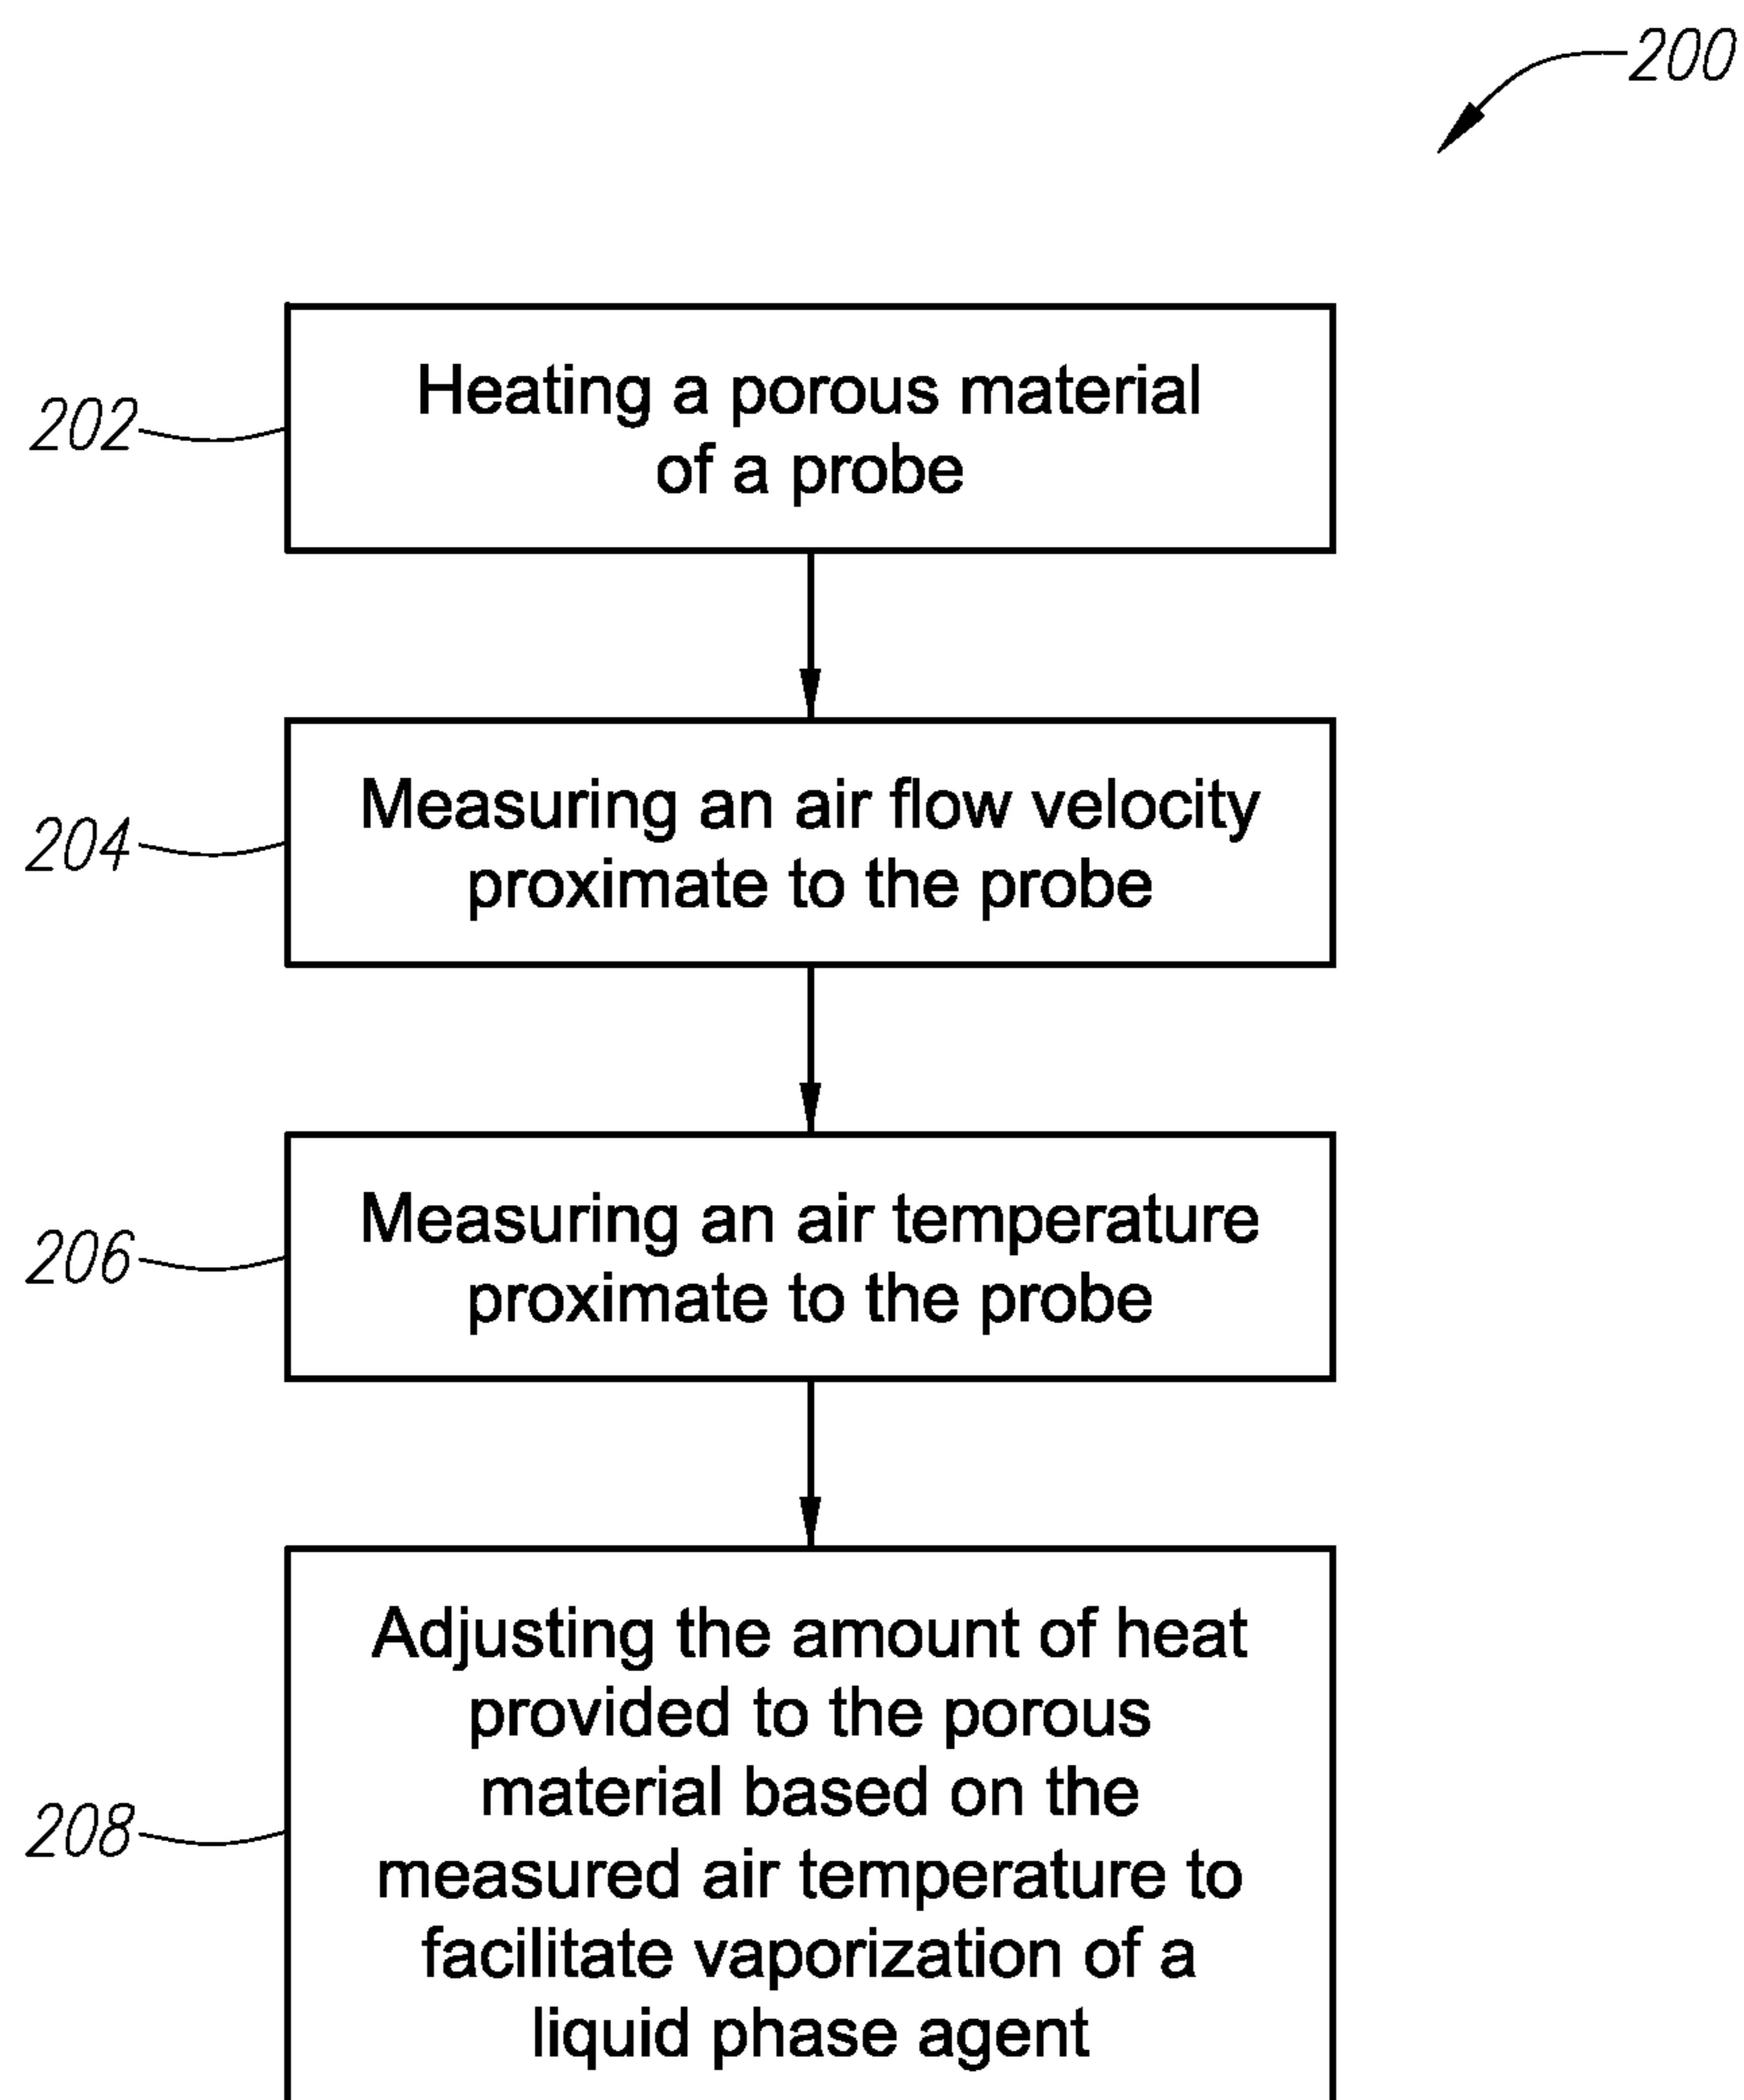 200
202
Heating a porous material
of a probe
204
Measuring an air flow velocity
proximate to the probe
206
Measuring an air temperature
proximate to the probe
208
Adjusting the amount of heat
provided to the porous
material based on the
measured air temperature to
facilitate vaporization of a
liquid phase agent